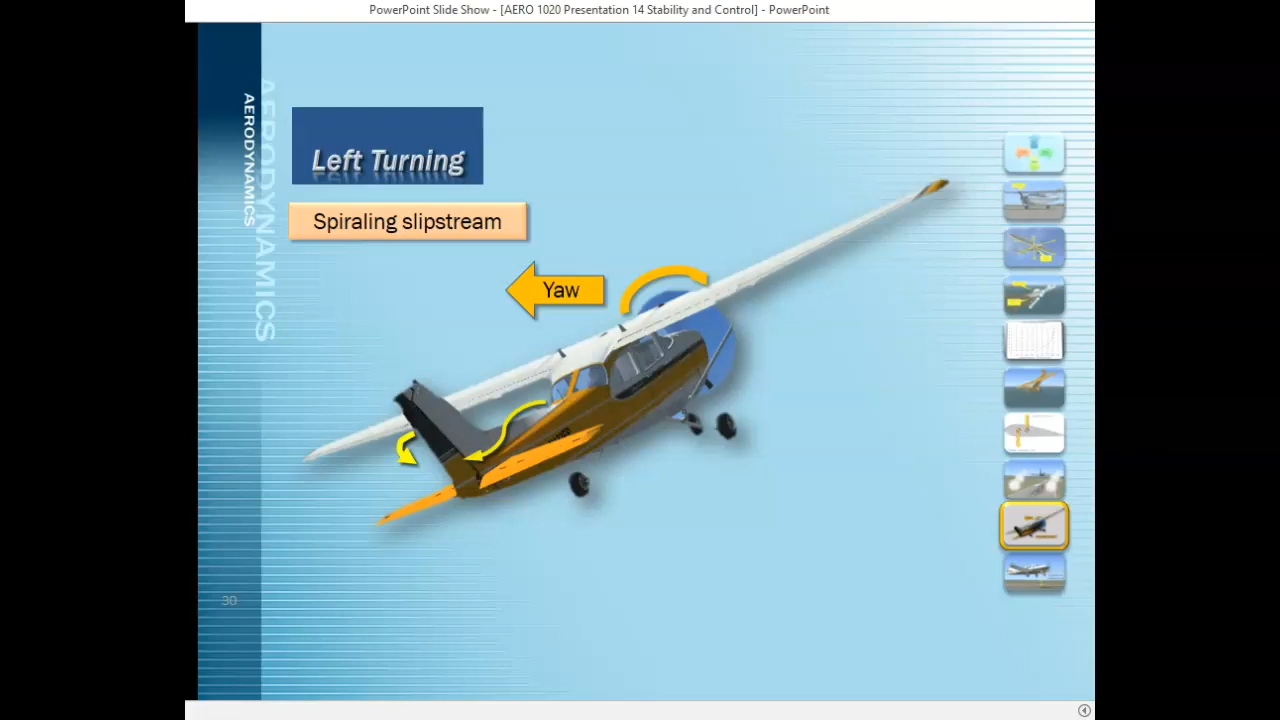 PowerPoint Slide Show - [AERO 1020 Presentation 14 Stability and Control] - PowerPoint
AERODYNAMICS
AERODYNAMICS
Left Turning
Spiraling slipstream
Yaw
30